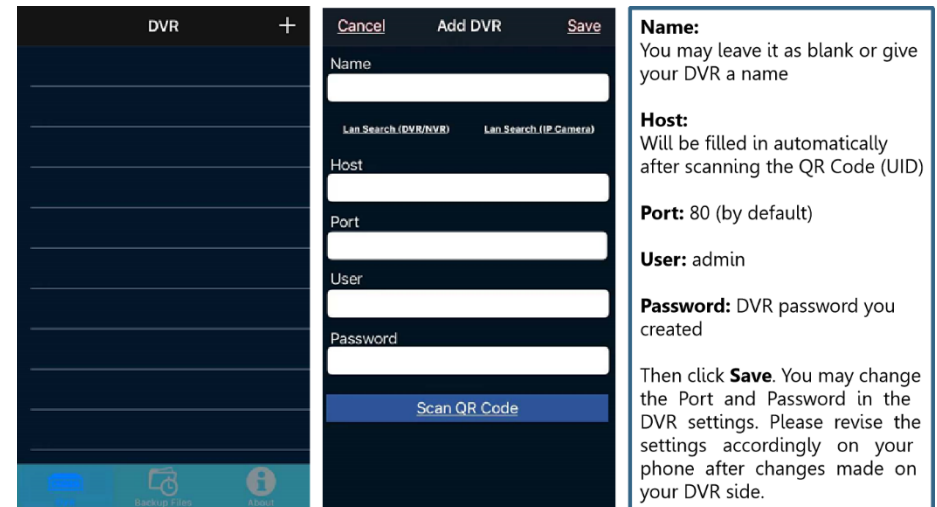 DVR
+
Cancel Add DVR Save
Name
Lan Search (DVR/NVR) Lan Search (IP Camera)
Host
Port
User
Password
Scan QR Code
Backup Files
About
Name:
You may leave it as blank or give
your DVR a name
Host:
Will be filled in automatically
after scanning the QR Code (UID)
Port: 80 (by default)
User: admin
Password: DVR password you
created
Then click Save. You may change
the Port and Password in the
DVR settings. Please revise the
settings accordingly on your
phone after changes made on
your DVR side.